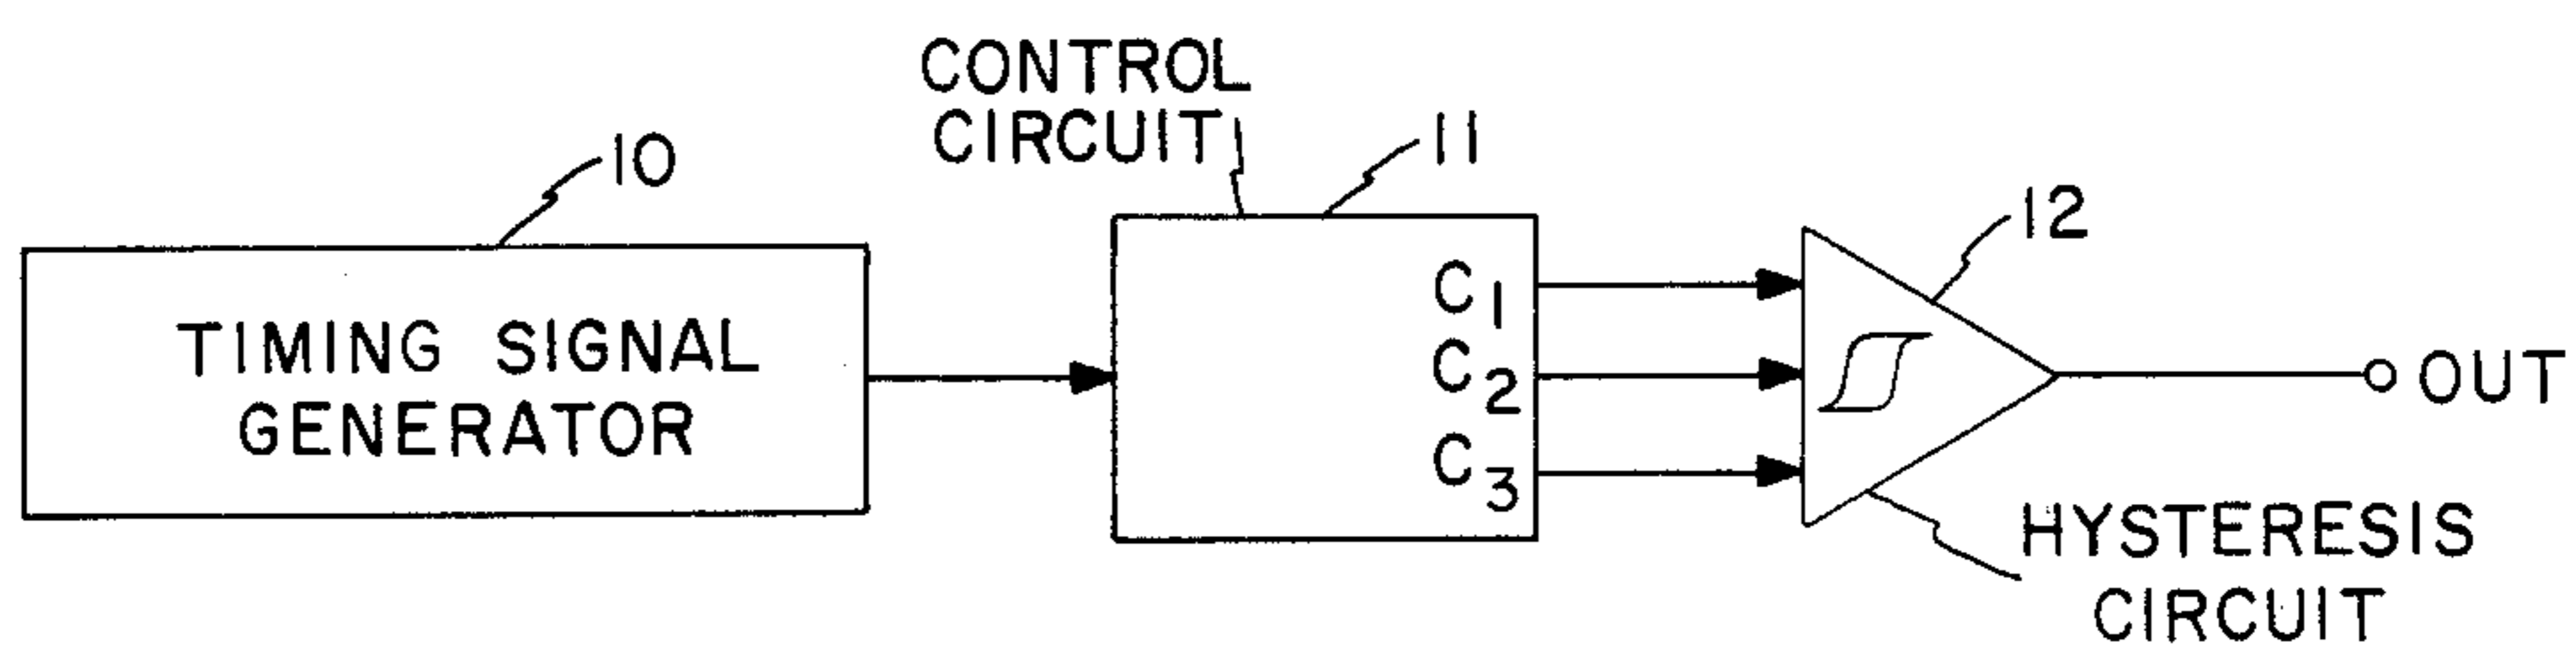 CONTROL
CIRCUIT
10
11
12
TIMING SIGNAL
GENERATOR
C1
C2
C3
OUT
HYSTERESIS
CIRCUIT